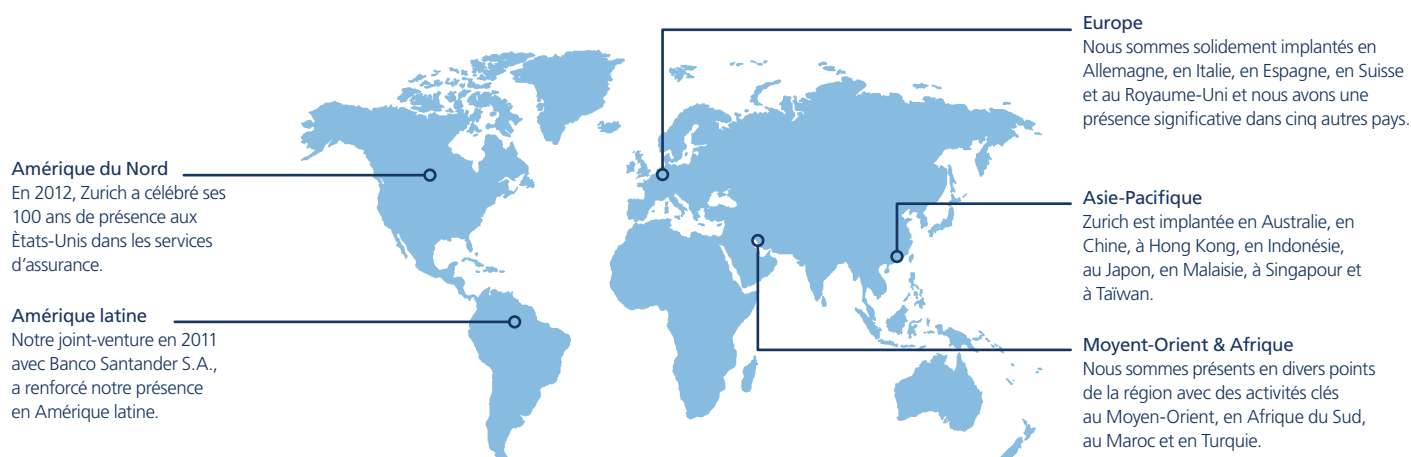 Amérique du Nord
En 2012, Zurich a célébré ses
100 ans de présence aux
Ètats-Unis dans les services
d’assurance.
Amérique latine
Notre joint-venture en 2011
avec Banco Santander S.A.,
a renforcé notre présence
en Amérique latine.
Europe
Nous sommes solidement implantés en
Allemagne, en Italie, en Espagne, en Suisse
et au Royaume-Uni et nous avons une
présence significative dans cinq autres pays.
Asie-Pacifique
Zurich est implantée en Australie, en
Chine, à Hong Kong, en Indonésie,
au Japon, en Malaisie, à Singapour et
à Taïwan.
Moyent-Orient & Afrique
Nous sommes présents en divers points
de la région avec des activités clés
au Moyen-Orient, en Afrique du Sud,
au Maroc et en Turquie.